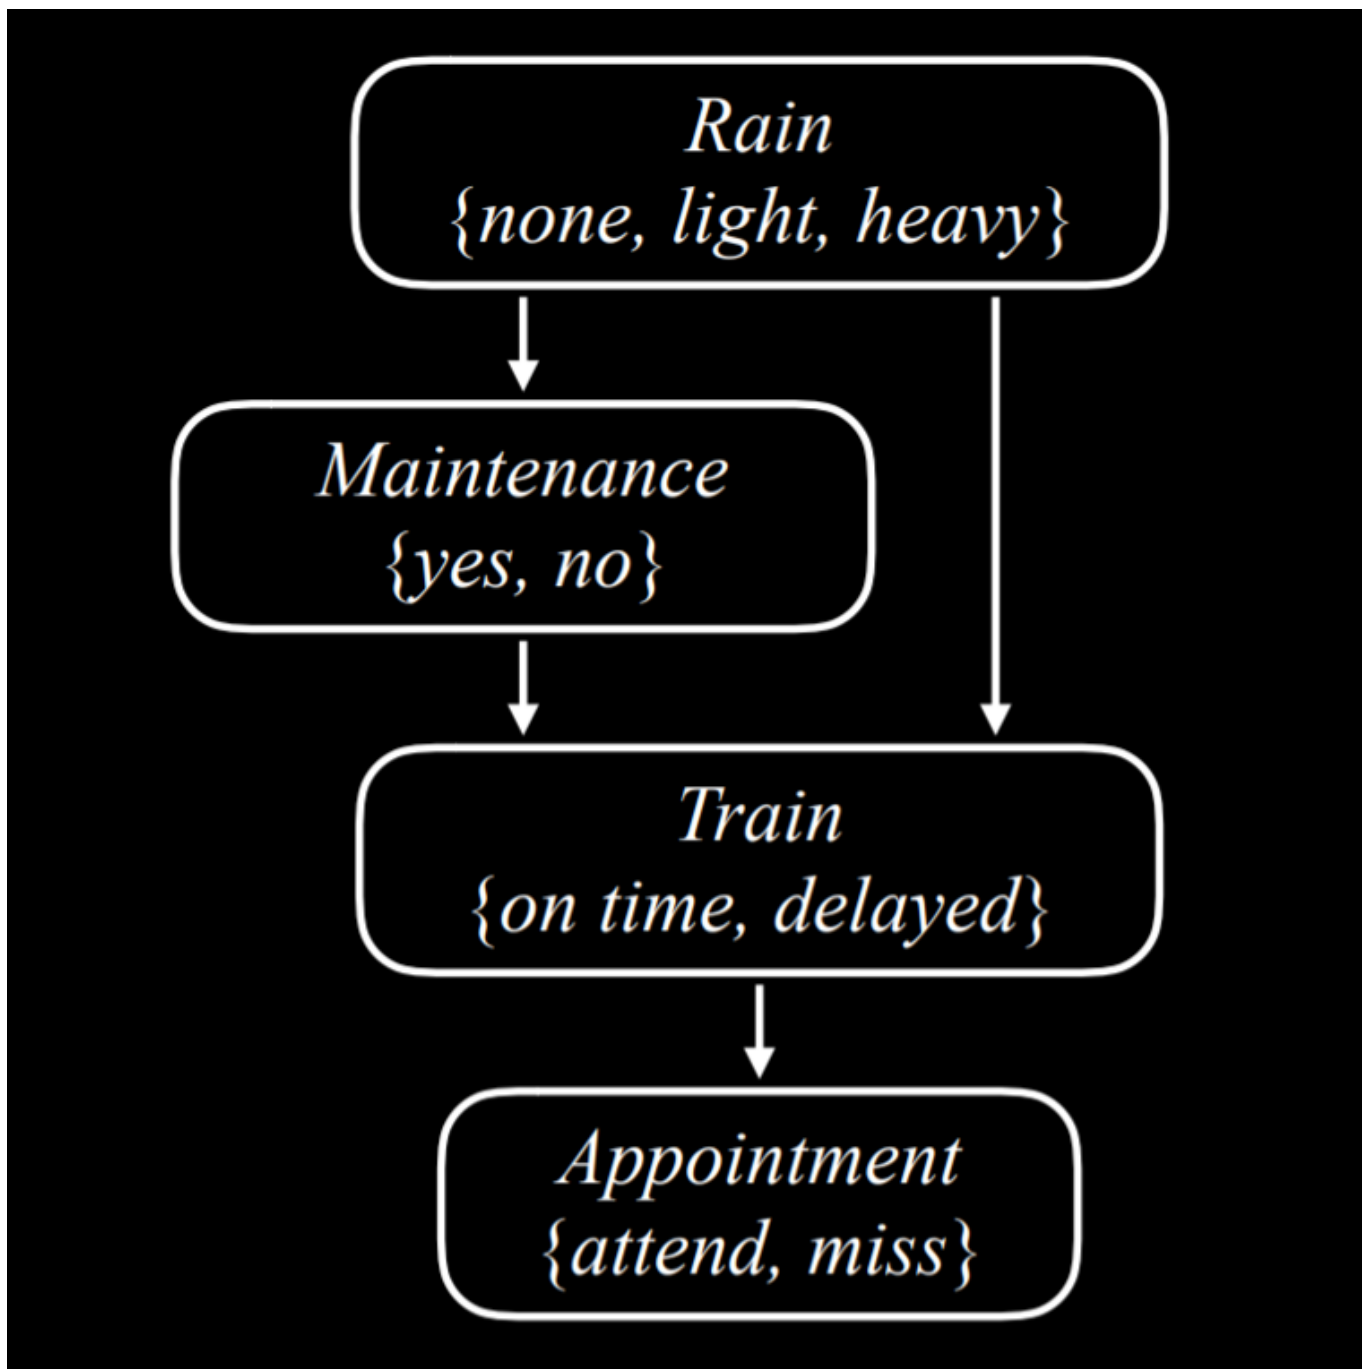 Rain
{none, light, heavy}
Maintenance
{yes, no}
Train
{on time, delayed}
Appointment
{attend, miss}